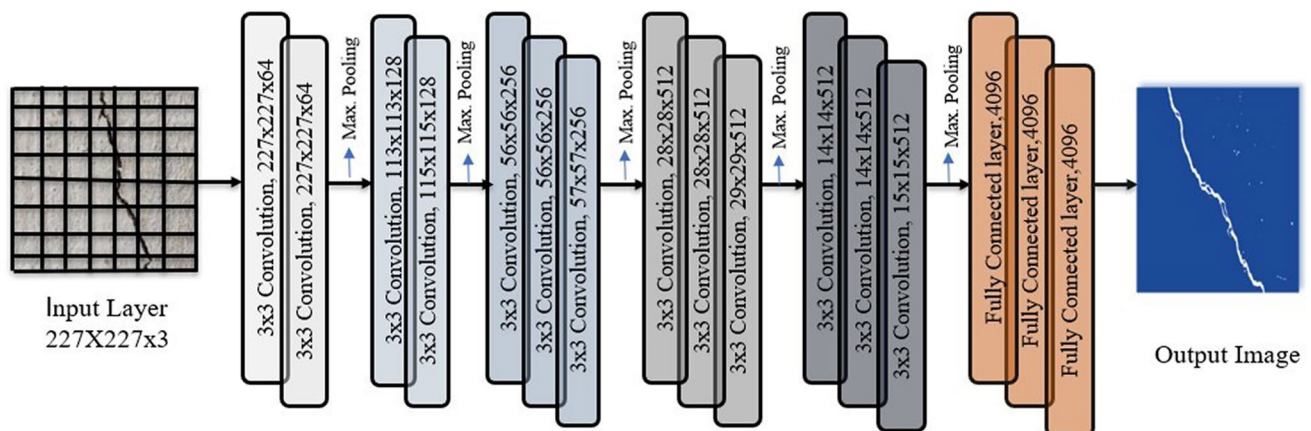 Input Layer
227X227x3
3x3 Convolution, 227x227x64
3x3 Convolution, 227x227x64
Max. Pooling
3x3 Convolution, 113x113x128
3x3 Convolution, 115x115x128
Max. Pooling
3x3 Convolution, 56x56x256
3x3 Convolution, 56x56x256
3x3 Convolution, 57x57x256
Max. Pooling
3x3 Convolution, 28x28x512
3x3 Convolution, 28x28x512
3x3 Convolution, 29x29x512
Max. Pooling
3x3 Convolution, 14x14x512
3x3 Convolution, 14x14x512
3x3 Convolution, 15x15x512
Max. Pooling
Fully Connected layer,4096
Fully Connected layer,4096
Fully Connected layer,4096
Output Image